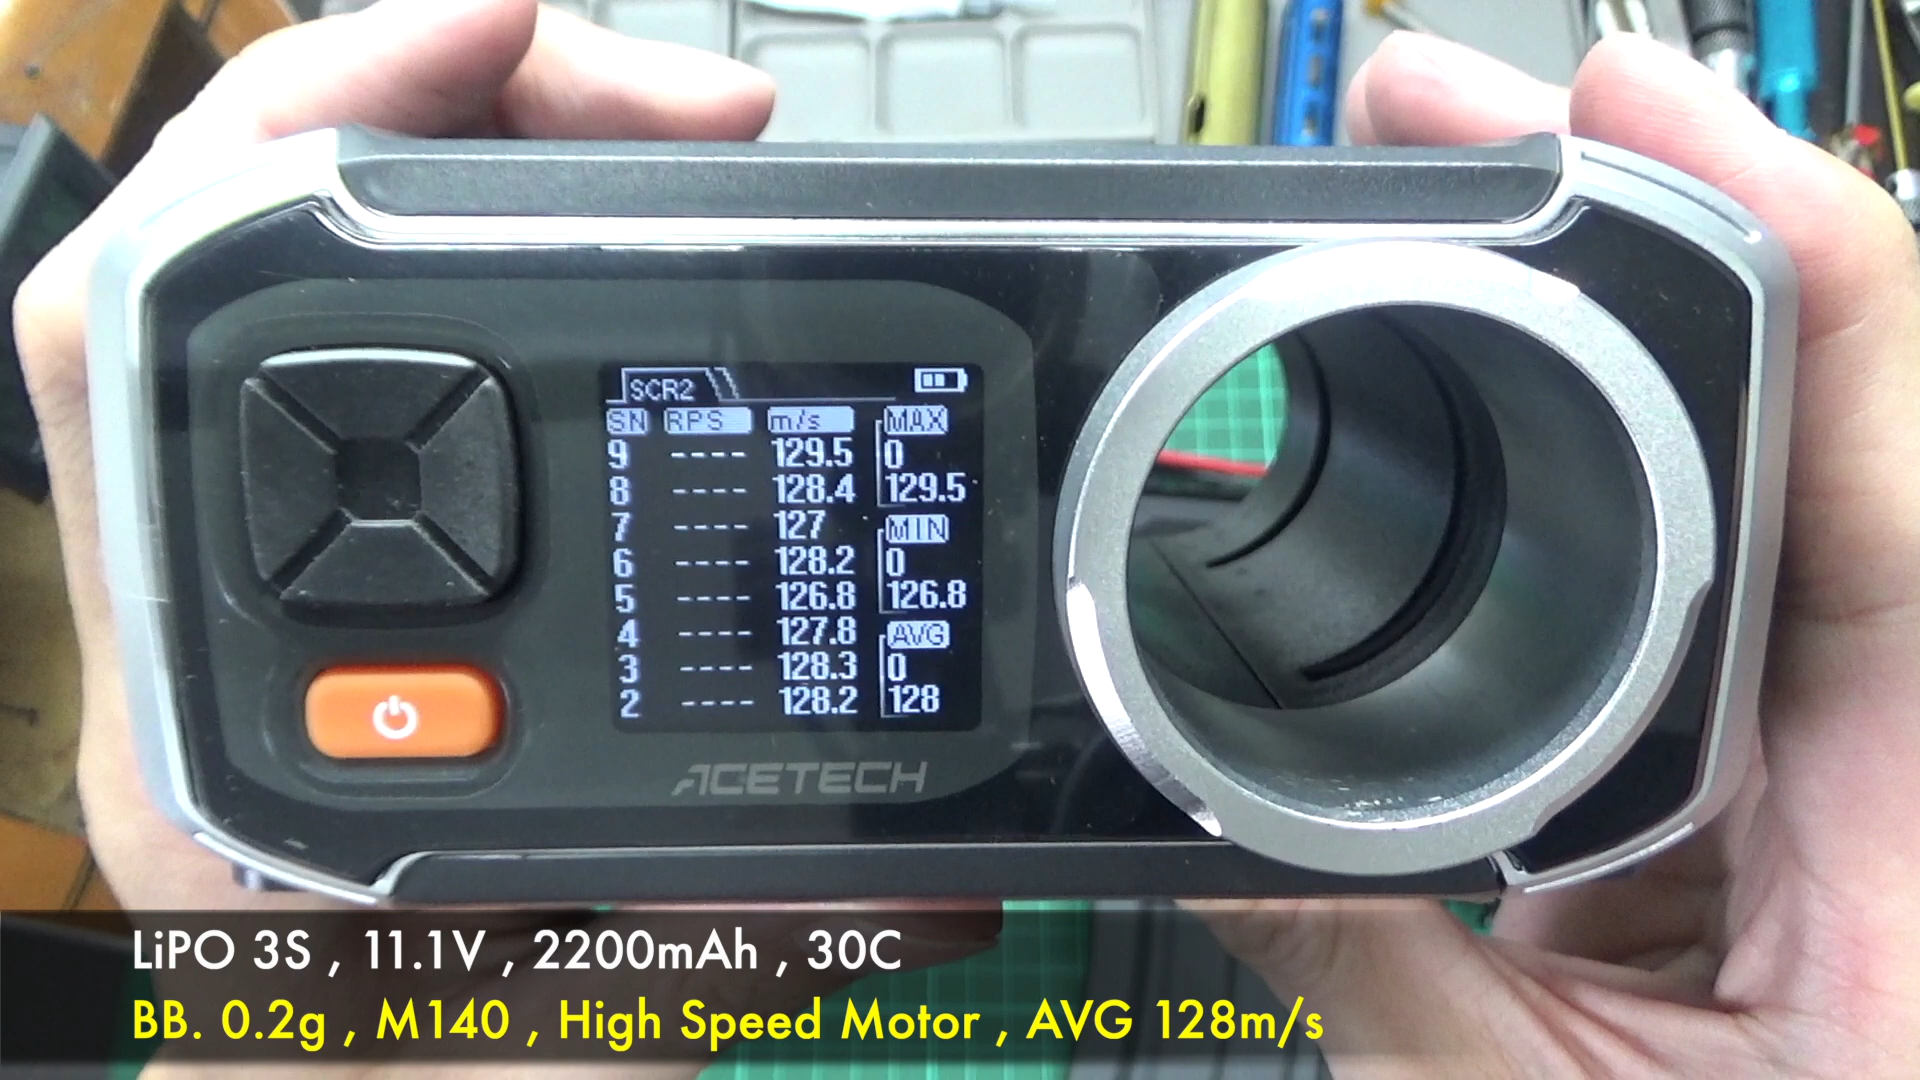 SCR2
SN RPS m/s MAX
9 ---- 129.5 0
8 ---- 128.4 129.5
7 ---- 127 MIN
6 ---- 128.2 0
5 ---- 126.8 126.8
4 ---- 127.8 AVG
3 ---- 128.3 0
2 ---- 128.2 128
ACETECH
LiPO 3S , 11.1V , 2200mAh , 30C
BB. 0.2g , M140 , High Speed Motor , AVG 128m/s